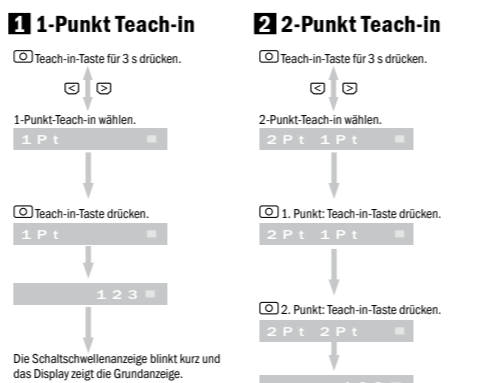 1 1-Punkt Teach-in
Teach-in-Taste für 3 s drücken.
< >
1-Punkt-Teach-in wählen.
1Pt
Teach-in-Taste drücken.
1Pt
123
Die Schaltschwellenanzeige blinkt kurz und
das Display zeigt die Grundanzeige.
2 2-Punkt Teach-in
Teach-in-Taste für 3 s drücken.
< >
2-Punkt-Teach-in wählen.
2Pt 1Pt
1. Punkt: Teach-in-Taste drücken.
2Pt 1Pt
2. Punkt: Teach-in-Taste drücken.
2Pt 2Pt